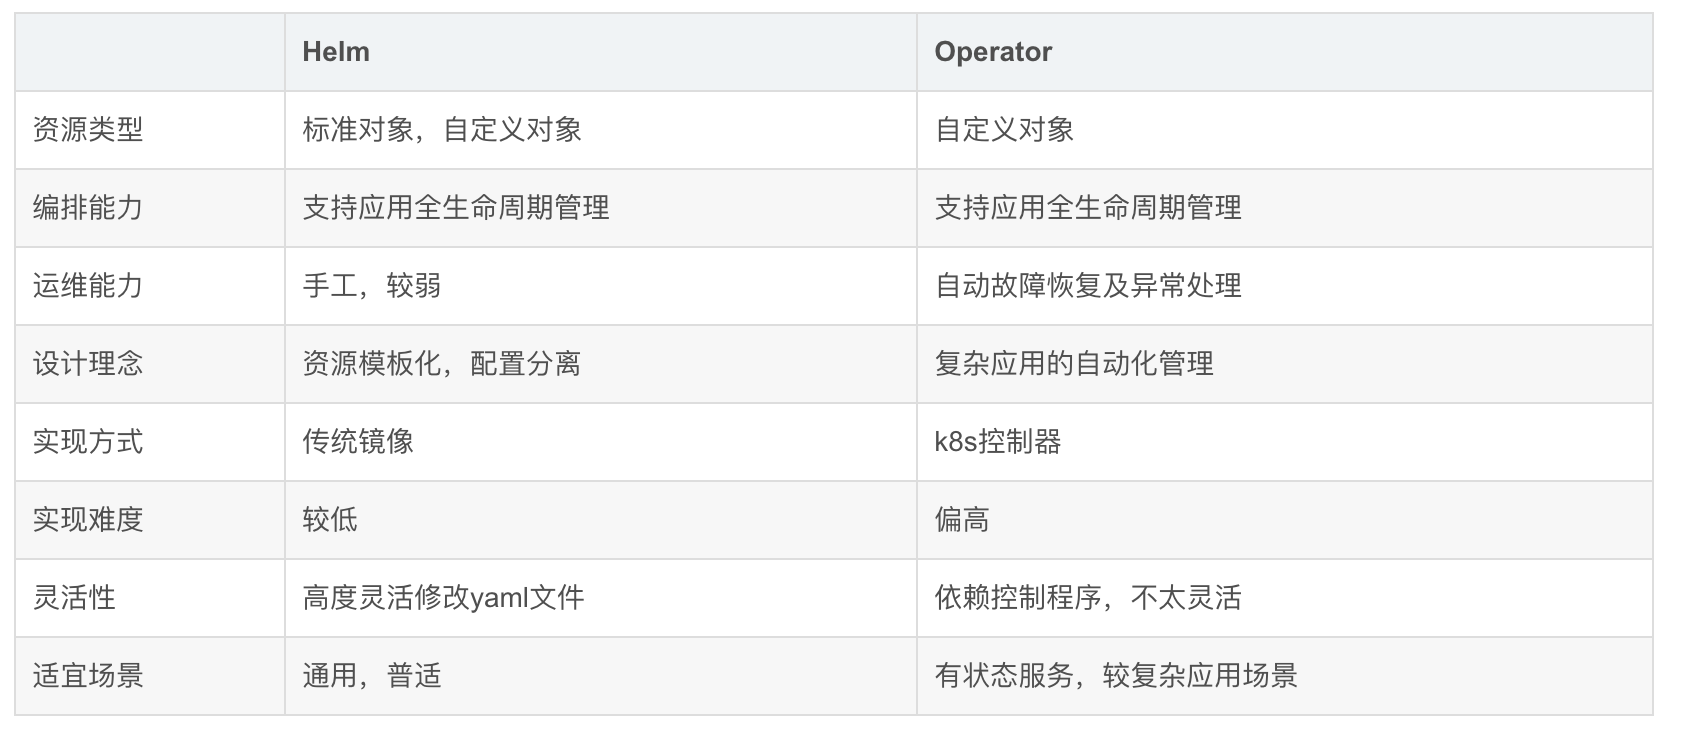 Helm Operator
资源类型 标准对象，自定义对象 自定义对象
编排能力 支持应用全生命周期管理 支持应用全生命周期管理
运维能力 手工，较弱 自动故障恢复及异常处理
设计理念 资源模板化，配置分离 复杂应用的自动化管理
实现方式 传统镜像 k8s控制器
实现难度 较低 偏高
灵活性 高度灵活修改yaml文件 依赖控制程序，不太灵活
适宜场景 通用，普适 有状态服务，较复杂应用场景